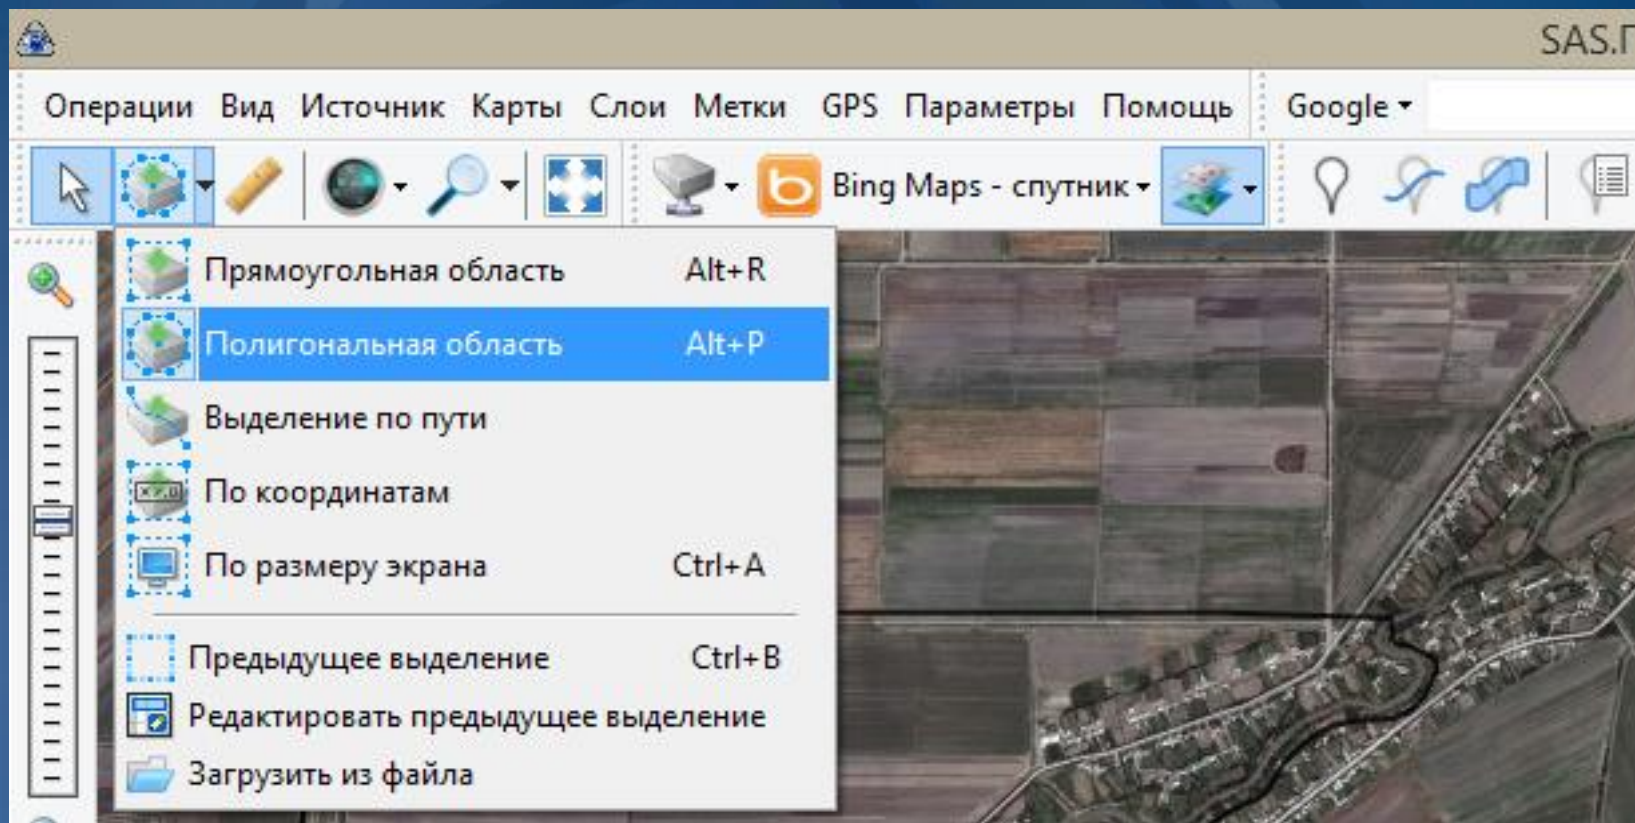 SAS.П
Операции Вид Источник Карты Слои Метки GPS Параметры Помощь Google
Bing Maps - спутник
Прямоугольная область Alt+R
Полигональная область Alt+P
Выделение по пути
По координатам
По размеру экрана Ctrl+A
Предыдущее выделение Ctrl+B
Редактировать предыдущее выделение
Загрузить из файла